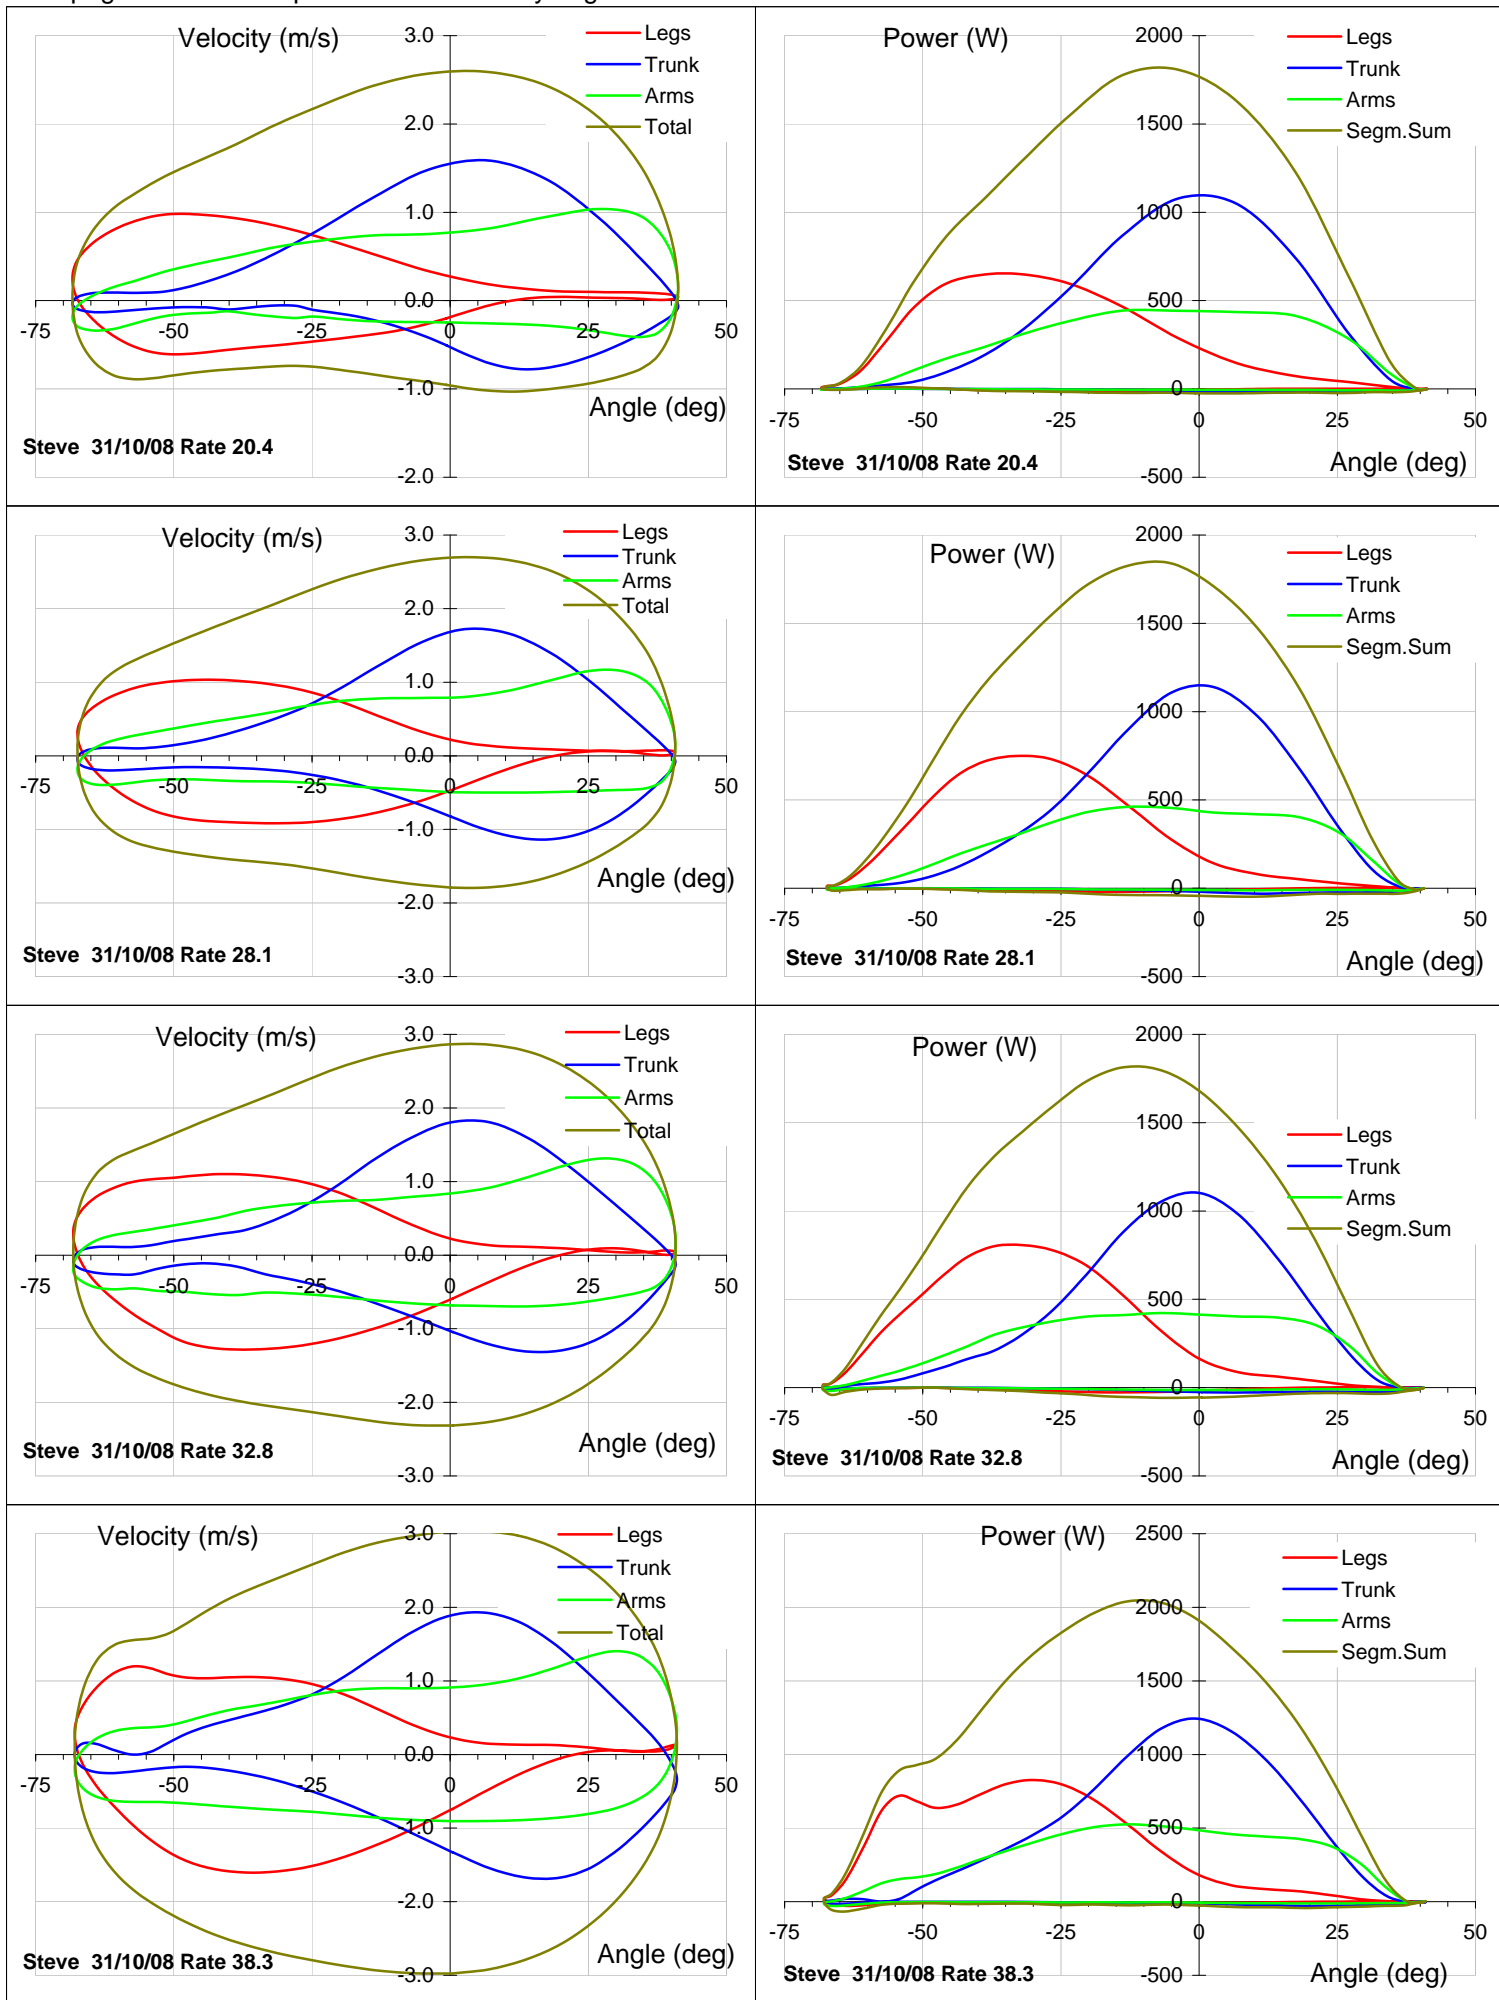 Velocity (m/s)
Legs
Trunk
Arms
Total
3.0
2.0
1.0
0.0
-1.0
-2.0
-75
-50
-25
0
25
50
Angle (deg)
Steve 31/10/08 Rate 20.4
Power (W)
Legs
Trunk
Arms
Segm.Sum
2000
1500
1000
500
0
-500
-75
-50
-25
0
25
50
Angle (deg)
Steve 31/10/08 Rate 20.4
Velocity (m/s)
Legs
Trunk
Arms
Total
3.0
2.0
1.0
0.0
-1.0
-2.0
-3.0
-75
-50
-25
0
25
50
Angle (deg)
Steve 31/10/08 Rate 28.1
Power (W)
Legs
Trunk
Arms
Segm.Sum
2000
1500
1000
500
0
-500
-75
-50
-25
0
25
50
Angle (deg)
Steve 31/10/08 Rate 28.1
Velocity (m/s)
Legs
Trunk
Arms
Total
3.0
2.0
1.0
0.0
-1.0
-2.0
-3.0
-75
-50
-25
0
25
50
Angle (deg)
Steve 31/10/08 Rate 32.8
Power (W)
Legs
Trunk
Arms
Segm.Sum
2000
1500
1000
500
0
-500
-75
-50
-25
0
25
50
Angle (deg)
Steve 31/10/08 Rate 32.8
Velocity (m/s)
Legs
Trunk
Arms
Total
3.0
2.0
1.0
0.0
-1.0
-2.0
-3.0
-75
-50
-25
0
25
50
Angle (deg)
Steve 31/10/08 Rate 38.3
Power (W)
Legs
Trunk
Arms
Segm.Sum
2500
2000
1500
1000
500
0
-500
-75
-50
-25
0
25
50
Angle (deg)
Steve 31/10/08 Rate 38.3